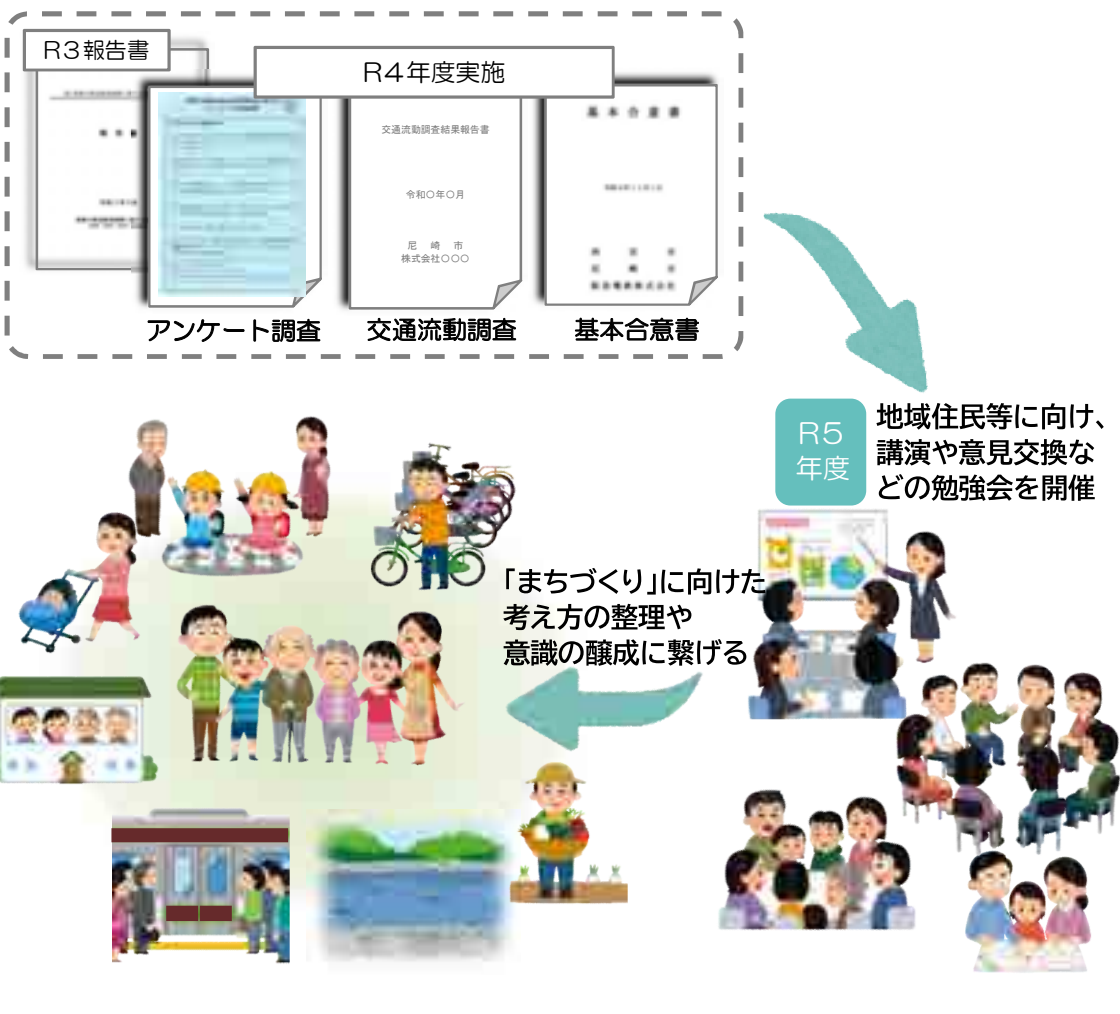 R3報告書
R4年度実施
交通流動調査結果報告書
令和〇年〇月
尼 崎 市
株式会社〇〇〇
基 本 合 意 書
アンケート調査
交通流動調査
基本合意書
R5
年度
地域住民等に向け、
講演や意見交換な
どの勉強会を開催
「まちづくり」に向けた
考え方の整理や
意識の醸成に繋げる